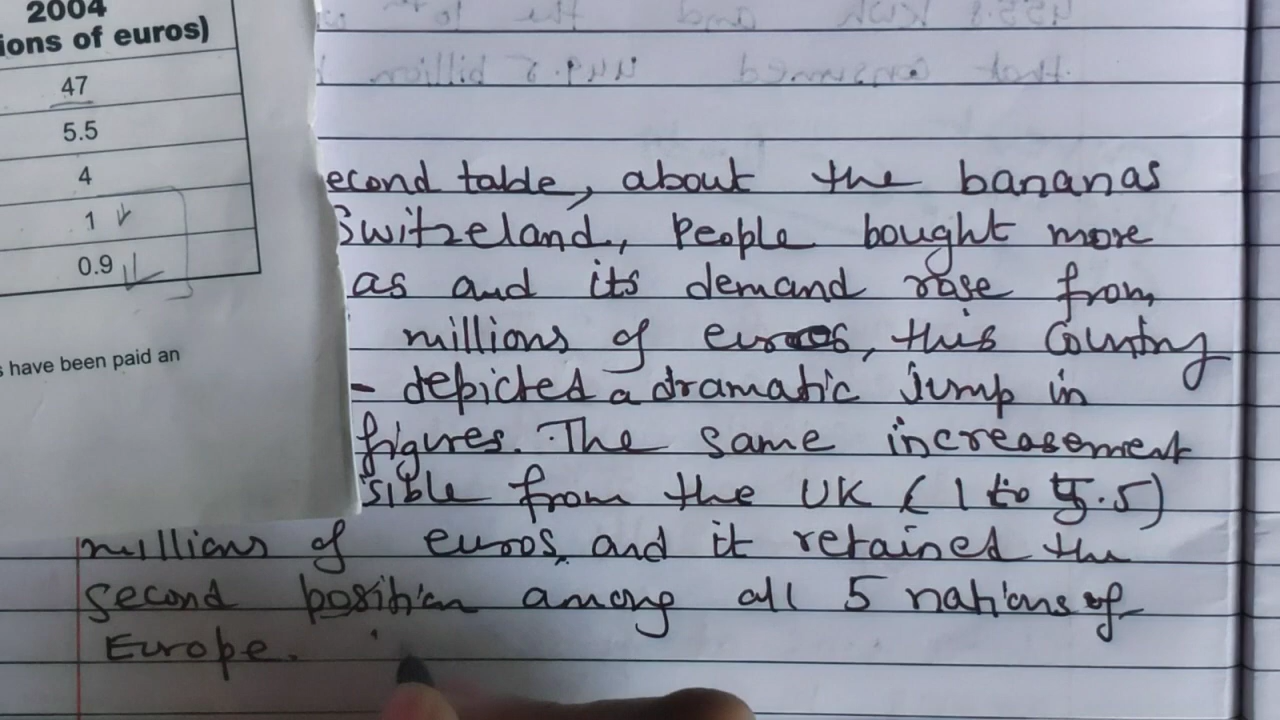 2004
ions of euros)
47
5.5
4
1
0.9
s have been paid an
econd table, about the bananas
Switzeland, people bought more
as and its demand rose from
millions of euros, this Country
- depicted a dramatic jump in
figures. The same increasement
sible from the UK ( 1 to 5.5)
millions of euros, and it retained the
second position among all 5 nations of
Europe.